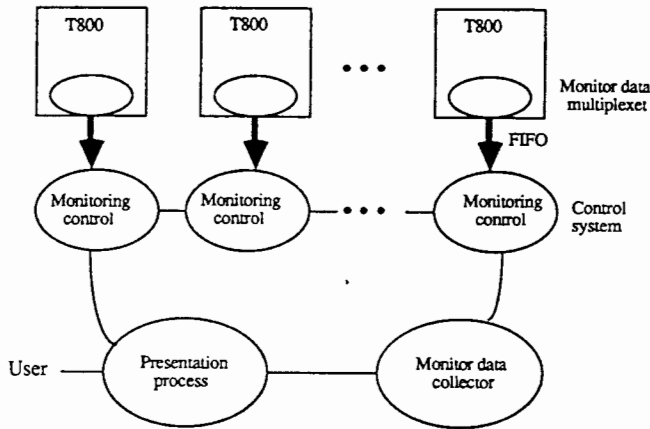 T800
T800
T800
Monitor data
multiplexet
FIFO
Monitoring
control
Monitoring
control
Monitoring
control
Control
system
User
Presentation
process
Monitor data
collector